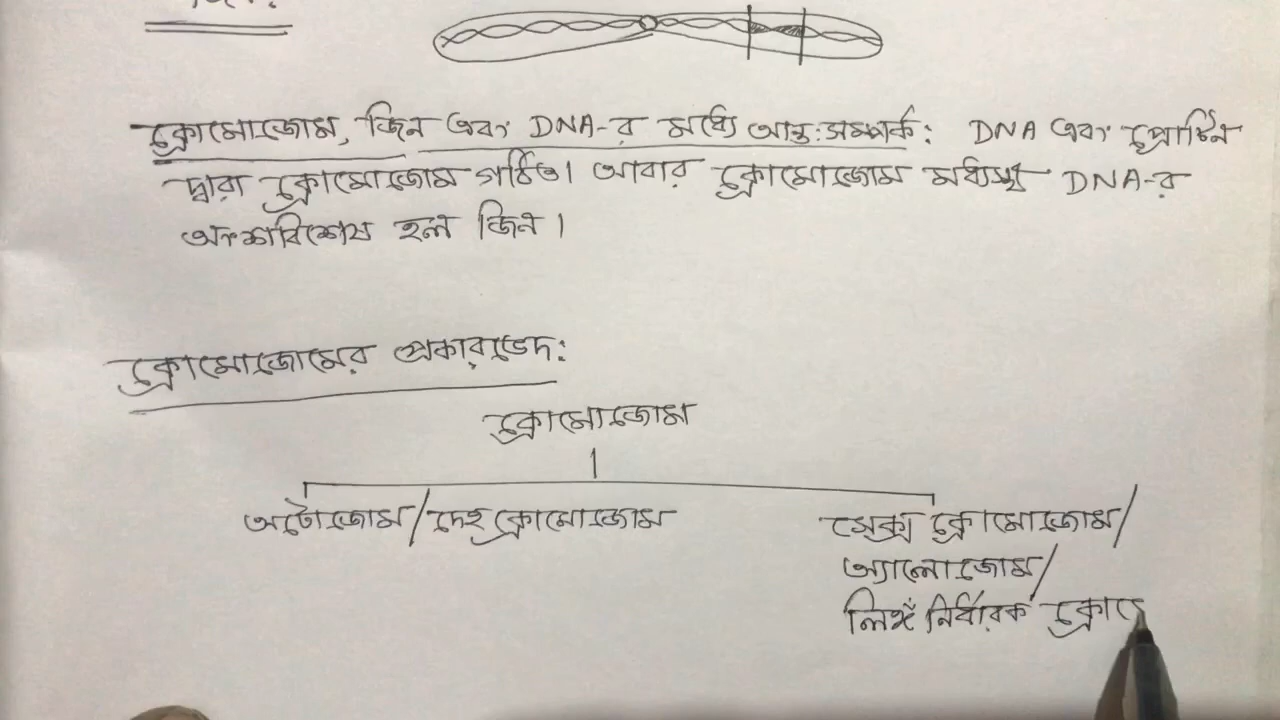 ক্রোমোজোম, জিন এবং DNA-র মধ্যে আন্ত:সম্পর্ক: DNA এবং প্রোটিন
দ্বারা ক্রোমোজোম গঠিত। আবার ক্রোমোজোম মধ্যস্থ DNA-র
অংশবিশেষ হল জিন।
ক্রোমোজোমের প্রকারভেদ:
ক্রোমোজোম
অটোজোম/দেহ ক্রোমোজোম
সেক্স ক্রোমোজোম/
অ্যালোজোম/
লিঙ্গ নির্ধারক ক্রো